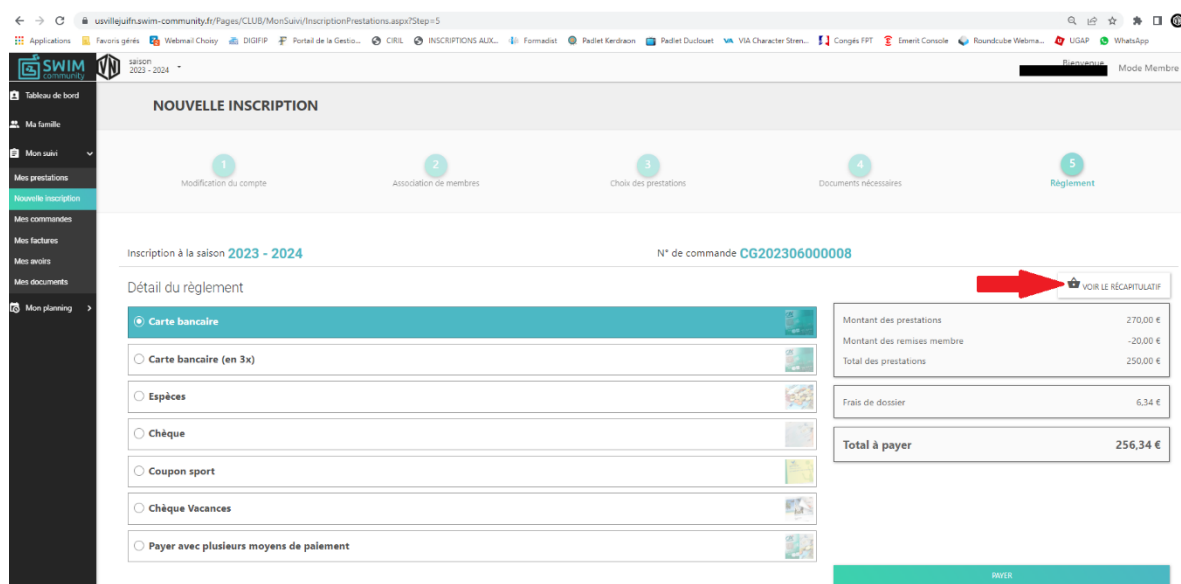 usvillejuifn.swim-community.fr/Pages/CLUB/MonSuivi/InscriptionPrestations.aspx?Step=5
Applications Favoris gérés Webmail Choisy DIGIFIP Portail de la Gestio... CIRIL INSCRIPTIONS AUX... Formadist Padlet Kerdraon Padlet Duclouet VIA Character Stren... Congés FPT Emerit Console Roundcube Webma... UGAP WhatsApp
SWIM community VN saison 2023 - 2024 Bienvenue Mode Membre
Tableau de bord
Ma famille
Mon suivi
Mes prestations
Nouvelle inscription
Mes commandes
Mes factures
Mes avoirs
Mes documents
Mon planning
NOUVELLE INSCRIPTION
1 2 3 4 5
Modification du compte Association de membres Choix des prestations Documents nécessaires Règlement
Inscription à la saison 2023 - 2024 N° de commande CG202306000008
Détail du règlement
VOIR LE RÉCAPITULATIF
Carte bancaire
Carte bancaire (en 3x)
Espèces
Chèque
Coupon sport
Chèque Vacances
Payer avec plusieurs moyens de paiement
Montant des prestations 270,00 €
Montant des remises membre -20,00 €
Total des prestations 250,00 €
Frais de dossier 6,34 €
Total à payer 256,34 €
PAYER